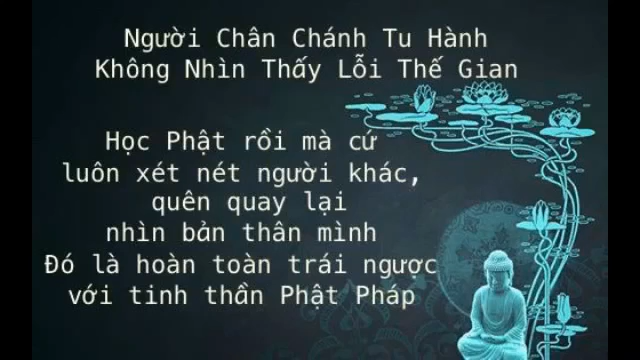 Người Chân Chánh Tu Hành
Không Nhìn Thấy Lỗi Thế Gian
Học Phật rồi mà cứ
luôn xét nét người khác,
quên quay lại
nhìn bản thân mình
Đó là hoàn toàn trái ngược
với tinh thần Phật Pháp